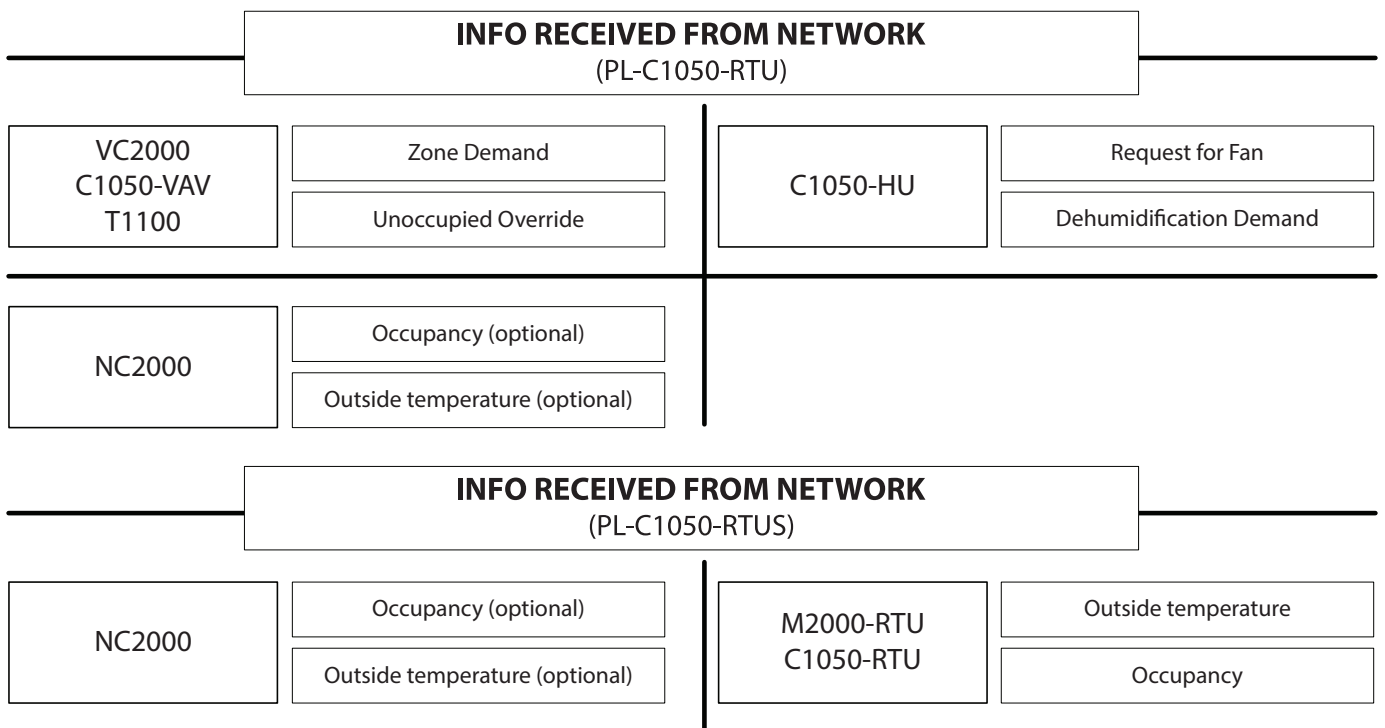 INFO RECEIVED FROM NETWORK
(PL-C1050-RTU)
VC2000
C1050-VAV
T1100
Zone Demand
Unoccupied Override
C1050-HU
Request for Fan
Dehumidification Demand
NC2000
Occupancy (optional)
Outside temperature (optional)
INFO RECEIVED FROM NETWORK
(PL-C1050-RTUS)
NC2000
Occupancy (optional)
Outside temperature (optional)
M2000-RTU
C1050-RTU
Outside temperature
Occupancy